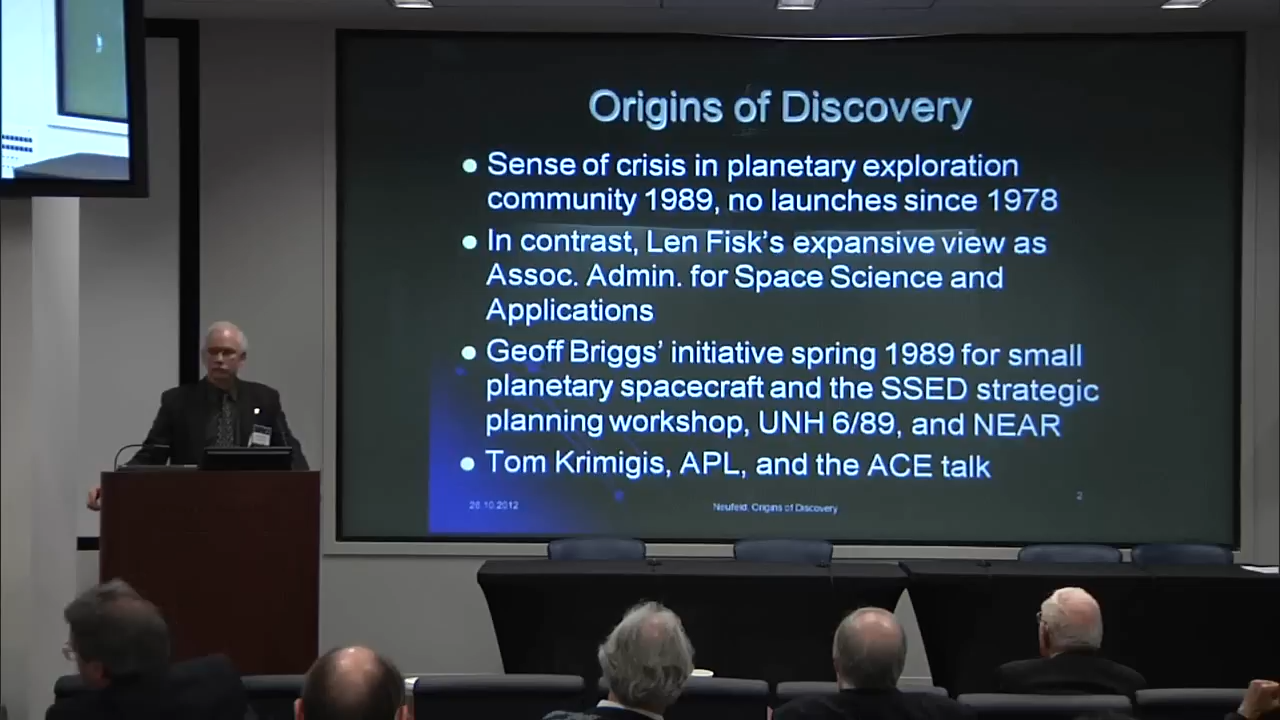 Origins of Discovery
● Sense of crisis in planetary exploration
community 1989, no launches since 1978
● In contrast, Len Fisk's expansive view as
Assoc. Admin. for Space Science and
Applications
● Geoff Briggs' initiative spring 1989 for small
planetary spacecraft and the SSED strategic
planning workshop, UNH 6/89, and NEAR
● Tom Krimigis, APL, and the ACE talk
26.10.2012
Neufeld, Origins of Discovery
2